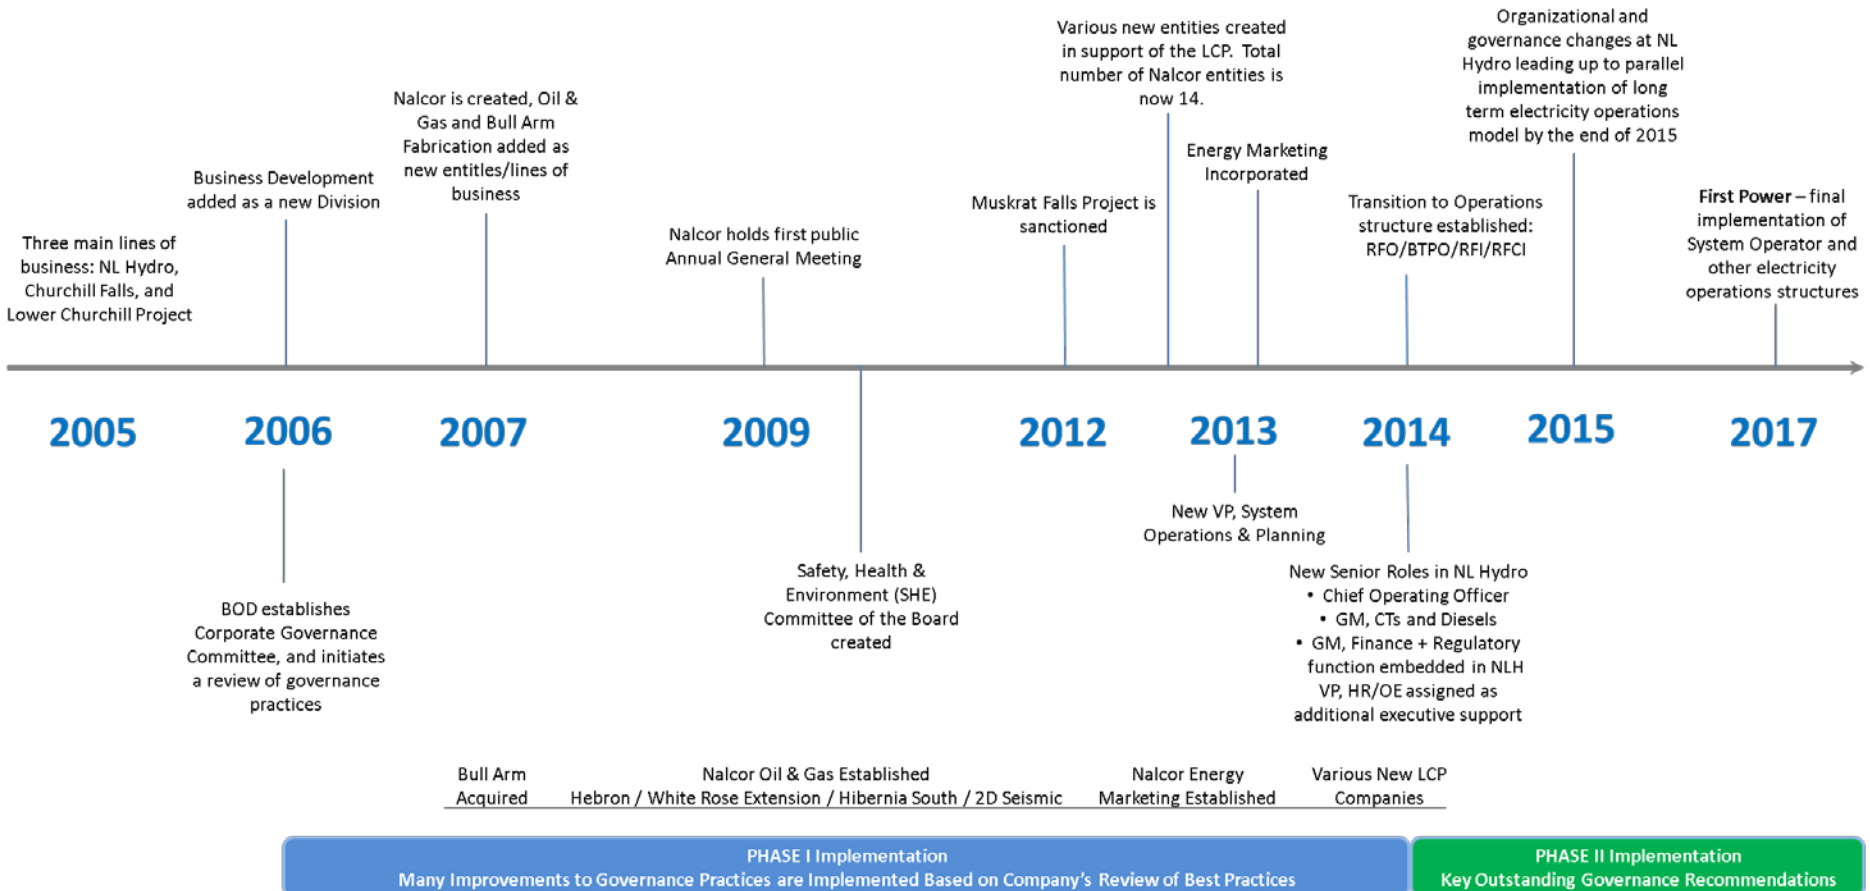 Three main lines of
business: NL Hydro,
Churchill Falls, and
Lower Churchill Project
Business Development
added as a new Division
Nalcor is created, Oil &
Gas and Bull Arm
Fabrication added as
new entitles/lines of
business
Nalcor holds first public
Annual General Meeting
Muskrat Falls Project is
sanctioned
Various new entities created
in support of the LCP. Total
number of Nalcor entities is
now 14.
Energy Marketing
Incorporated
Transition to Operations
structure established:
RFO/BTPO/RFI/RFCI
Organizational and
governance changes at NL
Hydro leading up to parallel
implementation of long
term electricity operations
model by the end of 2015
First Power – final
implementation of
System Operator and
other electricity
operations structures
2005
2006
2007
2009
2012
2013
2014
2015
2017
BOD establishes
Corporate Governance
Committee, and initiates
a review of governance
practices
Safety, Health &
Environment (SHE)
Committee of the Board
created
New VP, System
Operations & Planning
New Senior Roles in NL Hydro
• Chief Operating Officer
• GM, CTs and Diesels
• GM, Finance + Regulatory
function embedded in NLH
VP, HR/OE assigned as
additional executive support
Bull Arm
Acquired
Nalcor Oil & Gas Established
Hebron / White Rose Extension / Hibernia South / 2D Seismic
Nalcor Energy
Marketing Established
Various New LCP
Companies
PHASE I Implementation
Many Improvements to Governance Practices are Implemented Based on Company's Review of Best Practices
PHASE II Implementation
Key Outstanding Governance Recommendations